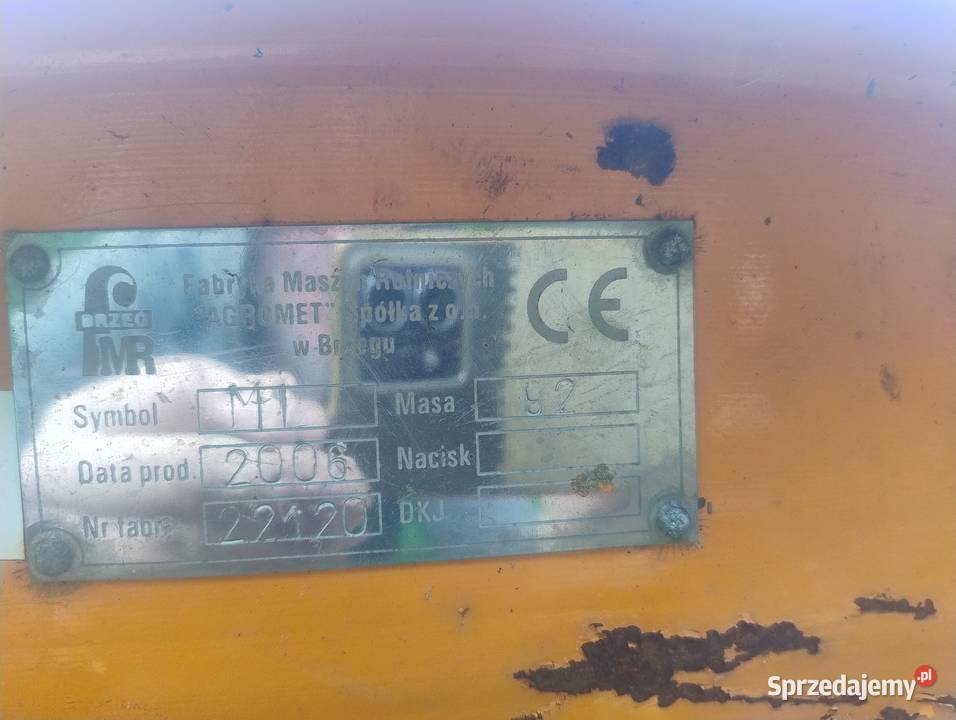 Fabryka Maszyn Rolniczych
"AGROMET" Spółka z o.o.
w Brzegu
CE
BRZEG
FMR
Symbol M1 Masa 92
Data prod. 2006 Nacisk
Nr fabr. 22120 DKJ
Sprzedajemy.pl